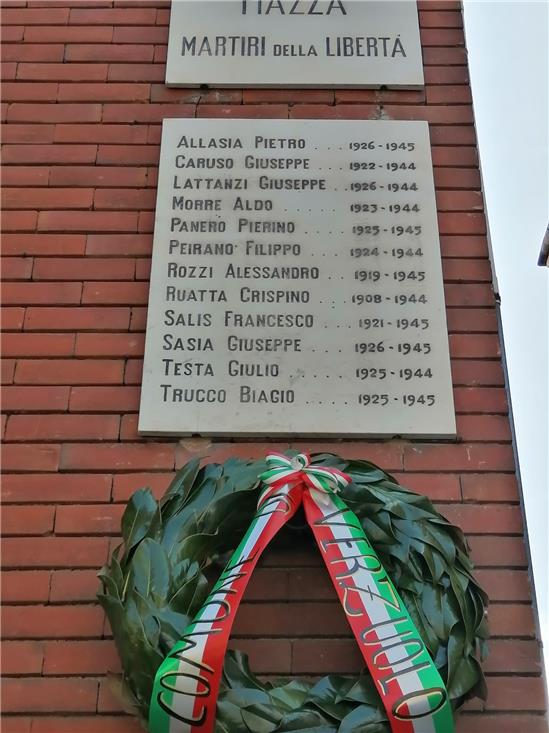 PIAZZA
MARTIRI DELLA LIBERTÀ
ALLASIA PIETRO . . . 1926 - 1945
CARUSO GIUSEPPE . . . 1922 - 1944
LATTANZI GIUSEPPE . . 1926 - 1944
MORRE ALDO . . . . . . 1923 - 1944
PANERO PIERINO . . . . 1925 - 1945
PEIRANO FILIPPO . . . . 1924 - 1944
ROZZI ALESSANDRO . . . 1919 - 1945
RUATTA CRISPINO . . . . 1908 - 1944
SALIS FRANCESCO . . . . 1921 - 1945
SASIA GIUSEPPE . . . . 1926 - 1945
TESTA GIULIO . . . . . . 1925 - 1944
TRUCCO BIAGIO . . . . . 1925 - 1945
COMUNE DI
VERZUOLO